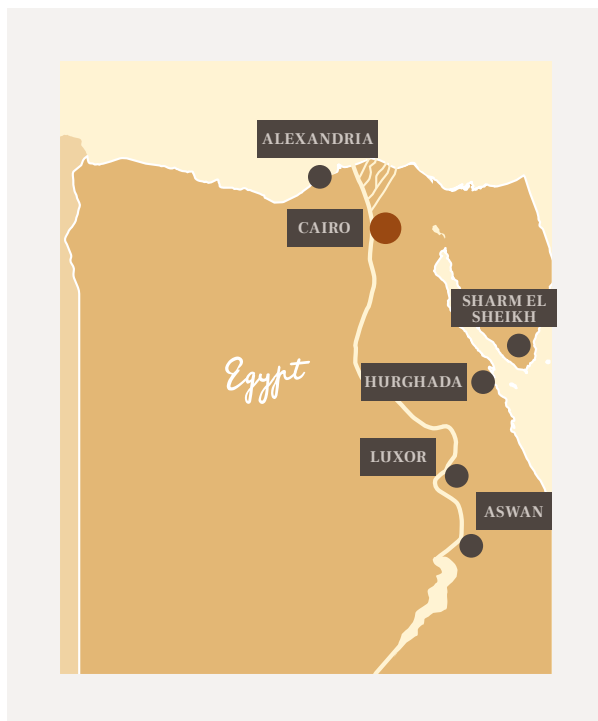 ALEXANDRIA
CAIRO
SHARM EL
SHEIKH
Egypt
HURGHADA
LUXOR
ASWAN